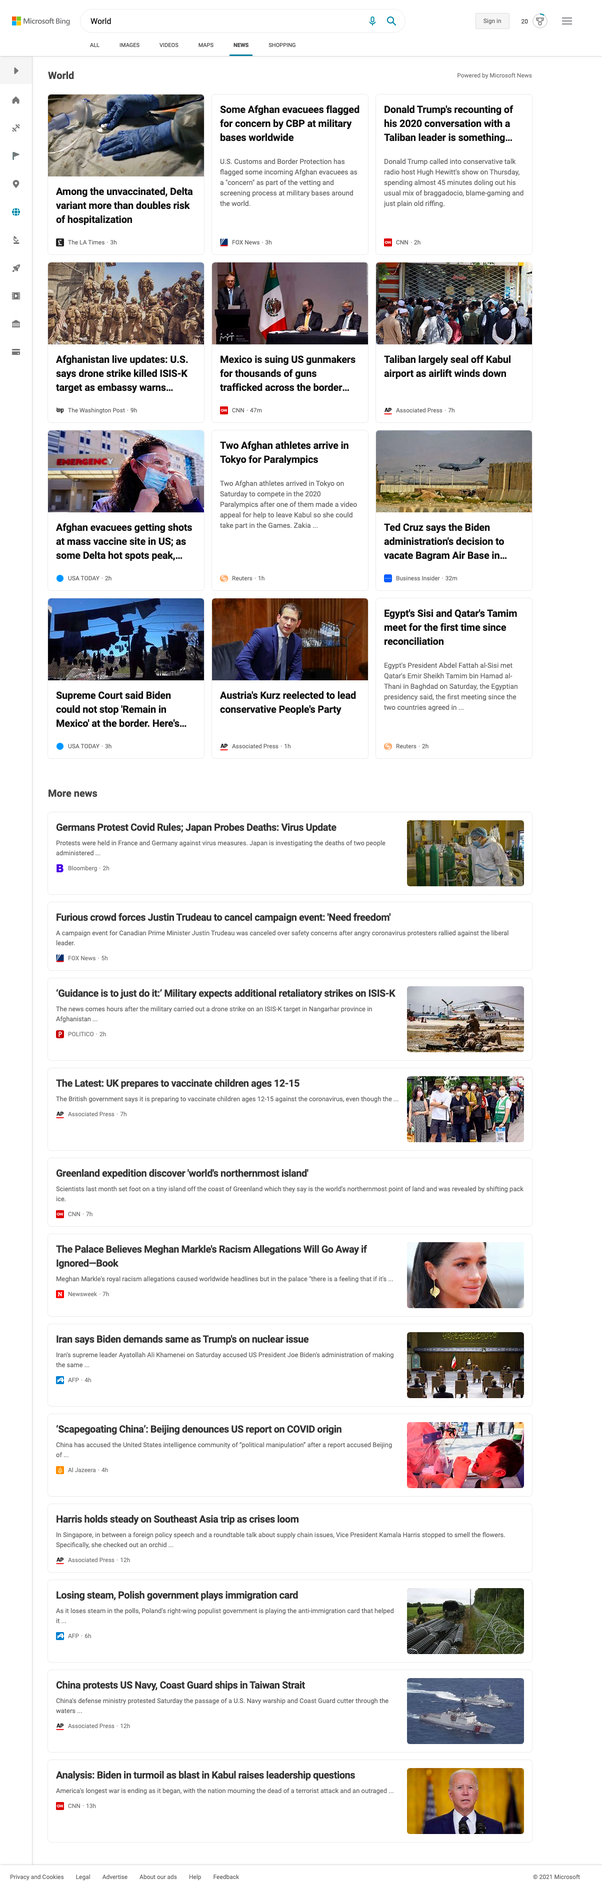 Microsoft Bing
World
Sign in
20
ALL
IMAGES
VIDEOS
MAPS
NEWS
SHOPPING
World
Powered by Microsoft News
Among the unvaccinated, Delta
variant more than doubles risk
of hospitalization
The LA Times · 3h
Some Afghan evacuees flagged
for concern by CBP at military
bases worldwide
U.S. Customs and Border Protection has
flagged some incoming Afghan evacuees as
a "concern" as part of the vetting and
screening process at military bases around
the world.
FOX News · 3h
Donald Trump's recounting of
his 2020 conversation with a
Taliban leader is something...
Donald Trump called into conservative talk
radio host Hugh Hewitt's show on Thursday,
spending almost 45 minutes doling out his
usual mix of braggadocio, blame-gaming and
just plain old riffing.
CNN · 2h
Afghanistan live updates: U.S.
says drone strike killed ISIS-K
target as embassy warns...
The Washington Post · 9h
Mexico is suing US gunmakers
for thousands of guns
trafficked across the border...
CNN · 47m
Taliban largely seal off Kabul
airport as airlift winds down
AP Associated Press · 7h
EMERGENCY
Afghan evacuees getting shots
at mass vaccine site in US; as
some Delta hot spots peak,...
USA TODAY · 2h
Two Afghan athletes arrive in
Tokyo for Paralympics
Two Afghan athletes arrived in Tokyo on
Saturday to compete in the 2020
Paralympics after one of them made a video
appeal for help to leave Kabul so she could
take part in the Games. Zakia ...
Reuters · 1h
Ted Cruz says the Biden
administration's decision to
vacate Bagram Air Base in...
Business Insider · 32m
Supreme Court said Biden
could not stop 'Remain in
Mexico' at the border. Here's...
USA TODAY · 3h
Austria's Kurz reelected to lead
conservative People's Party
AP Associated Press · 1h
Egypt's Sisi and Qatar's Tamim
meet for the first time since
reconciliation
Egypt's President Abdel Fattah al-Sisi met
Qatar's Emir Sheikh Tamim bin Hamad al-
Thani in Baghdad on Saturday, the Egyptian
presidency said, the first meeting since the
two countries agreed in ...
Reuters · 2h
More news
Germans Protest Covid Rules; Japan Probes Deaths: Virus Update
Protests were held in France and Germany against virus measures. Japan is investigating the deaths of two people
administered ...
B Bloomberg · 2h
Furious crowd forces Justin Trudeau to cancel campaign event: 'Need freedom'
A campaign event for Canadian Prime Minister Justin Trudeau was canceled over safety concerns after angry coronavirus protesters rallied against the liberal
leader.
FOX News · 5h
'Guidance is to just do it:' Military expects additional retaliatory strikes on ISIS-K
The news comes hours after the military carried out a drone strike on an ISIS-K target in Nangarhar province in
Afghanistan ...
P POLITICO · 2h
The Latest: UK prepares to vaccinate children ages 12-15
The British government says it is preparing to vaccinate children ages 12-15 against the coronavirus, even though the ...
AP Associated Press · 7h
Greenland expedition discover 'world's northernmost island'
Scientists last month set foot on a tiny island off the coast of Greenland which they say is the world's northernmost point of land and was revealed by shifting pack
ice.
CNN · 7h
The Palace Believes Meghan Markle's Racism Allegations Will Go Away if
Ignored—Book
Meghan Markle's royal racism allegations caused worldwide headlines but in the palace "there is a feeling that if it's ...
N Newsweek · 7h
Iran says Biden demands same as Trump's on nuclear issue
Iran's supreme leader Ayatollah Ali Khamenei on Saturday accused US President Joe Biden's administration of making
the same ...
AFP · 4h
'Scapegoating China': Beijing denounces US report on COVID origin
China has accused the United States intelligence community of "political manipulation" after a report accused Beijing
of ...
Al Jazeera · 4h
Harris holds steady on Southeast Asia trip as crises loom
In Singapore, in between a foreign policy speech and a roundtable talk about supply chain issues, Vice President Kamala Harris stopped to smell the flowers.
Specifically, she checked out an orchid ...
AP Associated Press · 12h
Losing steam, Polish government plays immigration card
As it loses steam in the polls, Poland's right-wing populist government is playing the anti-immigration card that helped
it ...
AFP · 6h
China protests US Navy, Coast Guard ships in Taiwan Strait
China's defense ministry protested Saturday the passage of a U.S. Navy warship and Coast Guard cutter through the
waters ...
AP Associated Press · 12h
Analysis: Biden in turmoil as blast in Kabul raises leadership questions
America's longest war is ending as it began, with the nation mourning the dead of a terrorist attack and an outraged ...
CNN · 13h
Privacy and Cookies
Legal
Advertise
About our ads
Help
Feedback
© 2021 Microsoft